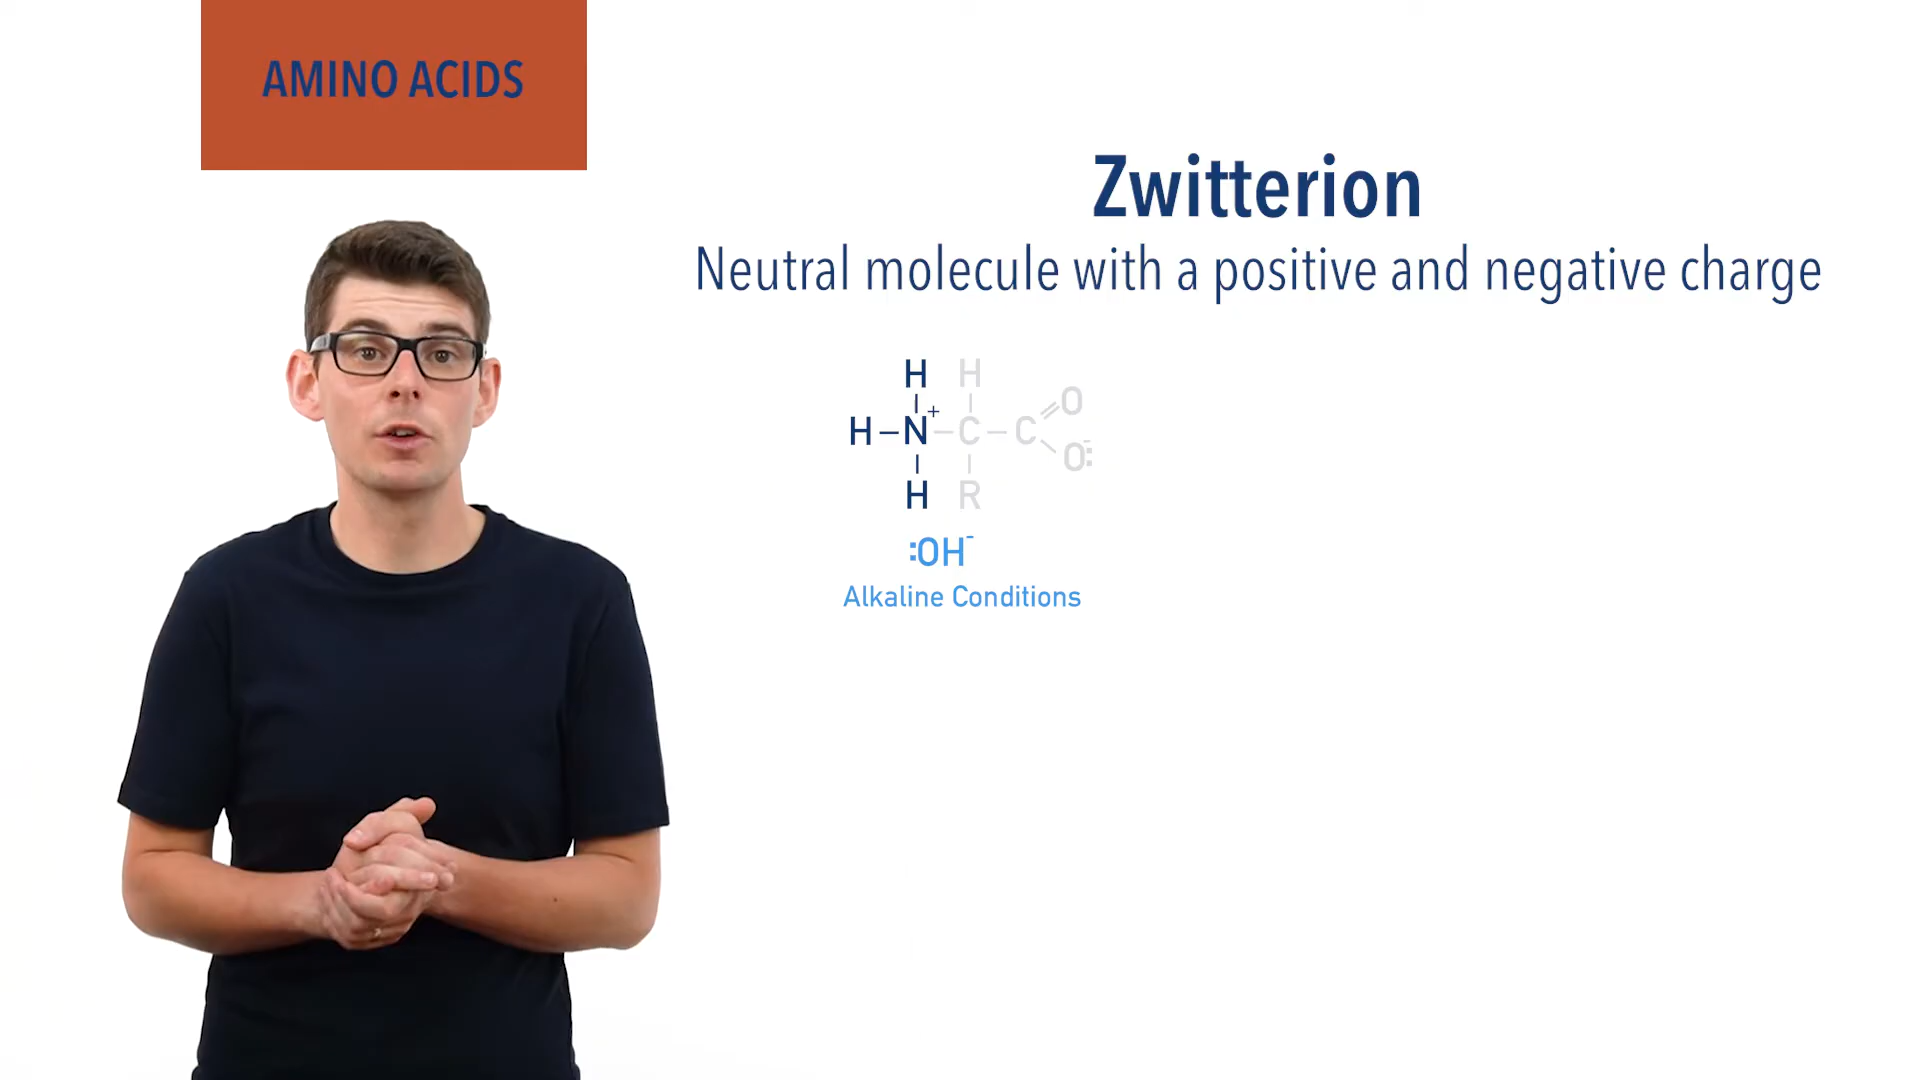 AMINO ACIDS
Zwitterion
Neutral molecule with a positive and negative charge
H H
O
H–N⁺–C–C
O⁻:
H R
:OH⁻
Alkaline Conditions